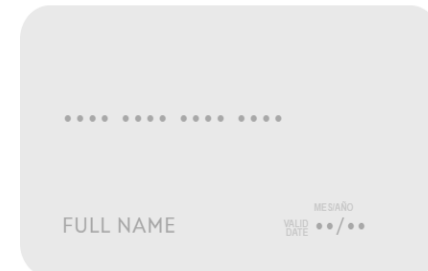 •••• •••• •••• ••••
MES/AÑO
FULL NAME VALID DATE ••/••